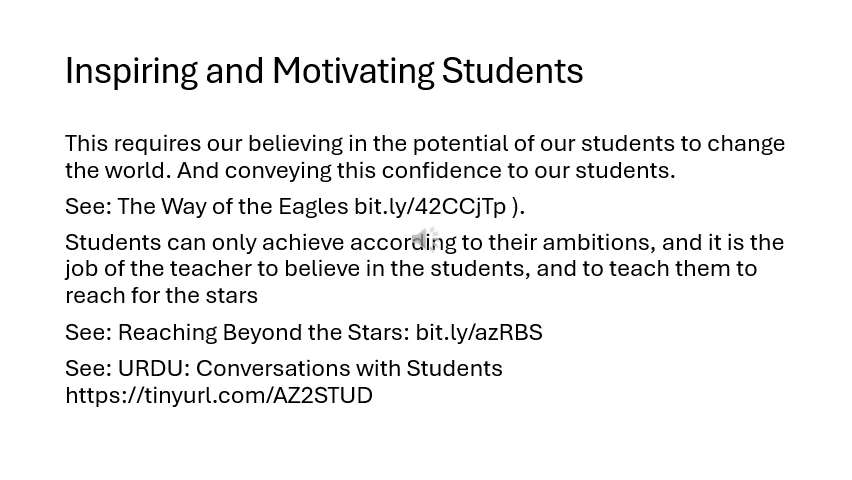 Inspiring and Motivating Students
This requires our believing in the potential of our students to change
the world. And conveying this confidence to our students.
See: The Way of the Eagles bit.ly/42CCjTp ).
Students can only achieve according to their ambitions, and it is the
job of the teacher to believe in the students, and to teach them to
reach for the stars
See: Reaching Beyond the Stars: bit.ly/azRBS
See: URDU: Conversations with Students
https://tinyurl.com/AZ2STUD